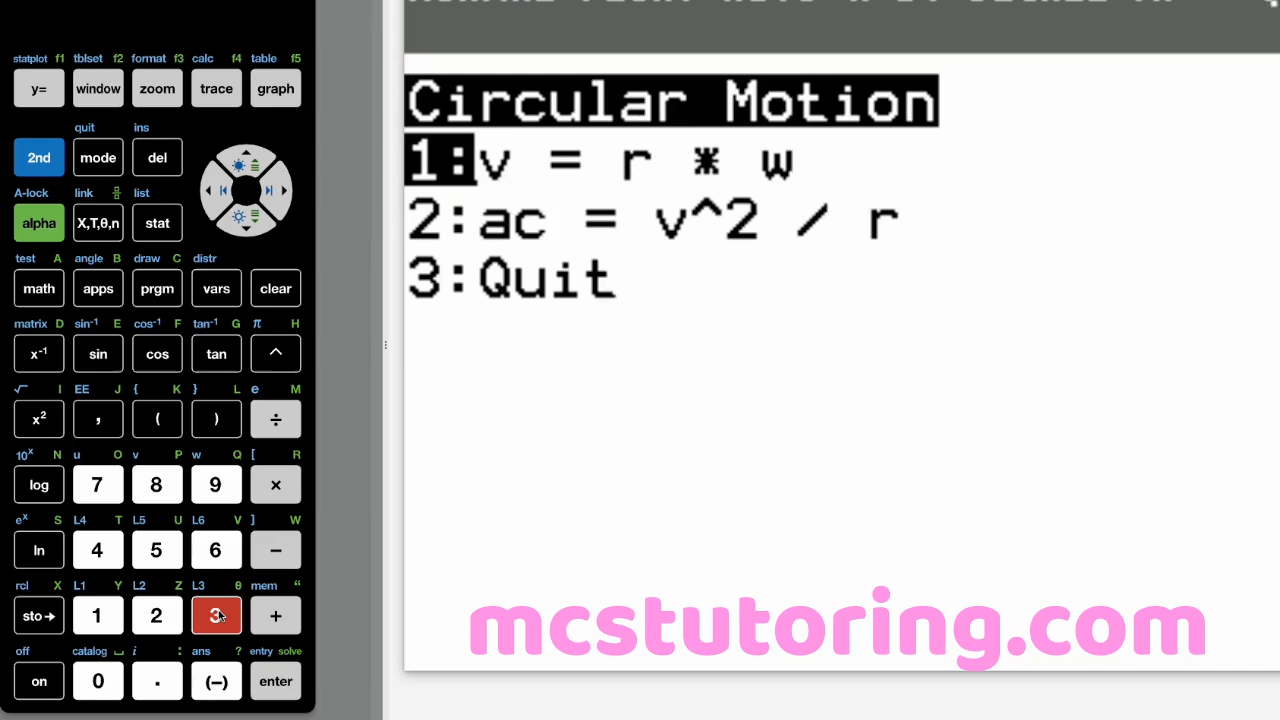 statplot f1 tblset f2 format f3 calc f4 table f5
y= window zoom trace graph
quit ins
2nd mode del
A-lock link list
alpha X,T,θ,n stat
test A angle B draw C distr
math apps prgm vars clear
matrix D sin⁻¹ E cos⁻¹ F tan⁻¹ G π H
x⁻¹ sin cos tan ^
√ I EE J { K } L e M
x² , ( ) ÷
10ˣ N u O v P w Q [ R
log 7 8 9 ×
eˣ S L4 T L5 U L6 V ] W
ln 4 5 6 −
rcl X L1 Y L2 Z L3 θ mem “
sto→ 1 2 3 +
off catalog ⎵ i : ans ? entry solve
on 0 . (−) enter
Circular Motion
1:v = r * w
2:ac = v^2 / r
3:Quit
mcstutoring.com